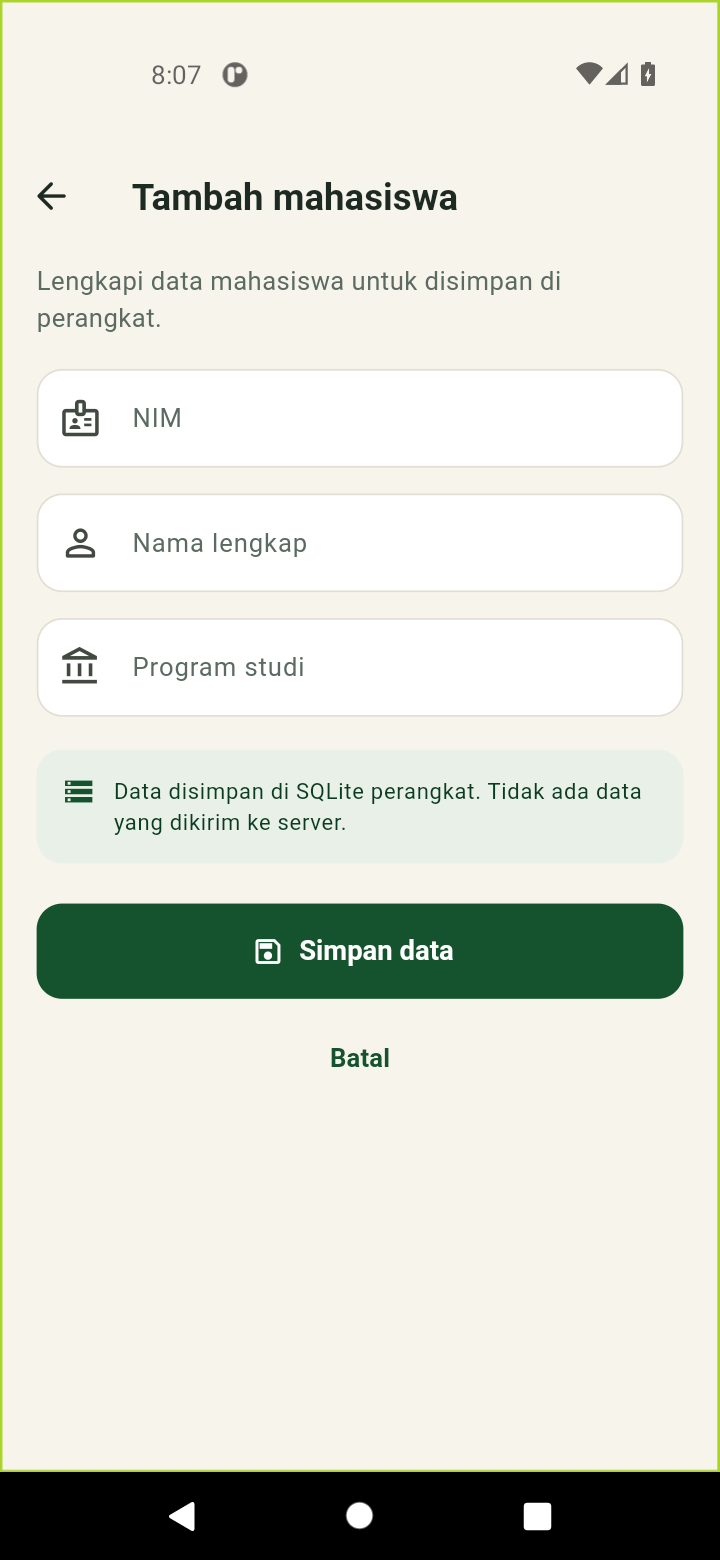 8:07
Tambah mahasiswa
Lengkapi data mahasiswa untuk disimpan di
perangkat.
NIM
Nama lengkap
Program studi
Data disimpan di SQLite perangkat. Tidak ada data
yang dikirim ke server.
Simpan data
Batal